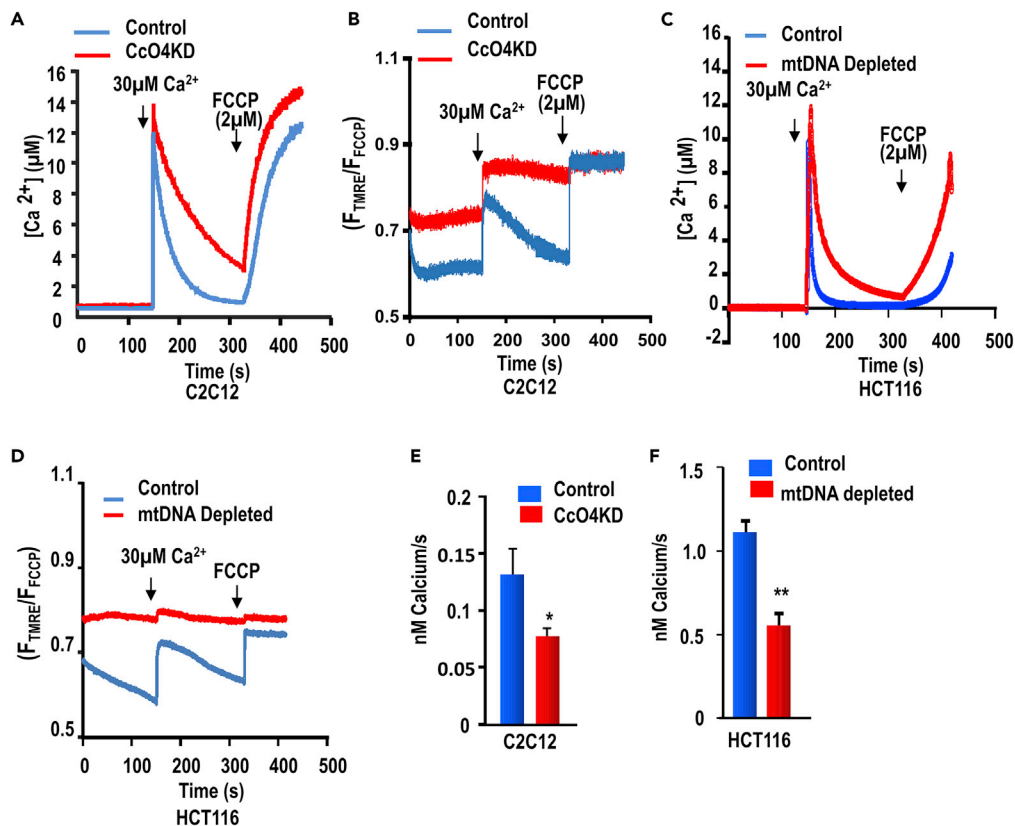 A
Control
CcO4KD
30µM Ca2+
FCCP
(2µM)
[Ca 2+] (µM)
16
14
12
10
8
6
4
2
0
0 100 200 300 400 500
Time (s)
C2C12
B
Control
CcO4KD
30µM Ca2+
FCCP
(2µM)
(FTMRE/FFCCP)
1.1
0.9
0.7
0.5
0 100 200 300 400 500
Time (s)
C2C12
C
Control
mtDNA Depleted
30µM Ca2+
FCCP
(2µM)
[Ca 2+] (µM)
16
14
12
10
8
6
4
2
0
-2
100 200 300 400 500
Time (s)
HCT116
D
Control
mtDNA Depleted
30µM Ca2+
FCCP
(FTMRE/FFCCP)
1.1
0.9
0.7
0.5
0 100 200 300 400 500
Time (s)
HCT116
E
Control
CcO4KD
nM Calcium/s
0.2
0.15
0.1
0.05
0
*
C2C12
F
Control
mtDNA depleted
nM Calcium/s
1.5
1.0
0.5
0
**
HCT116